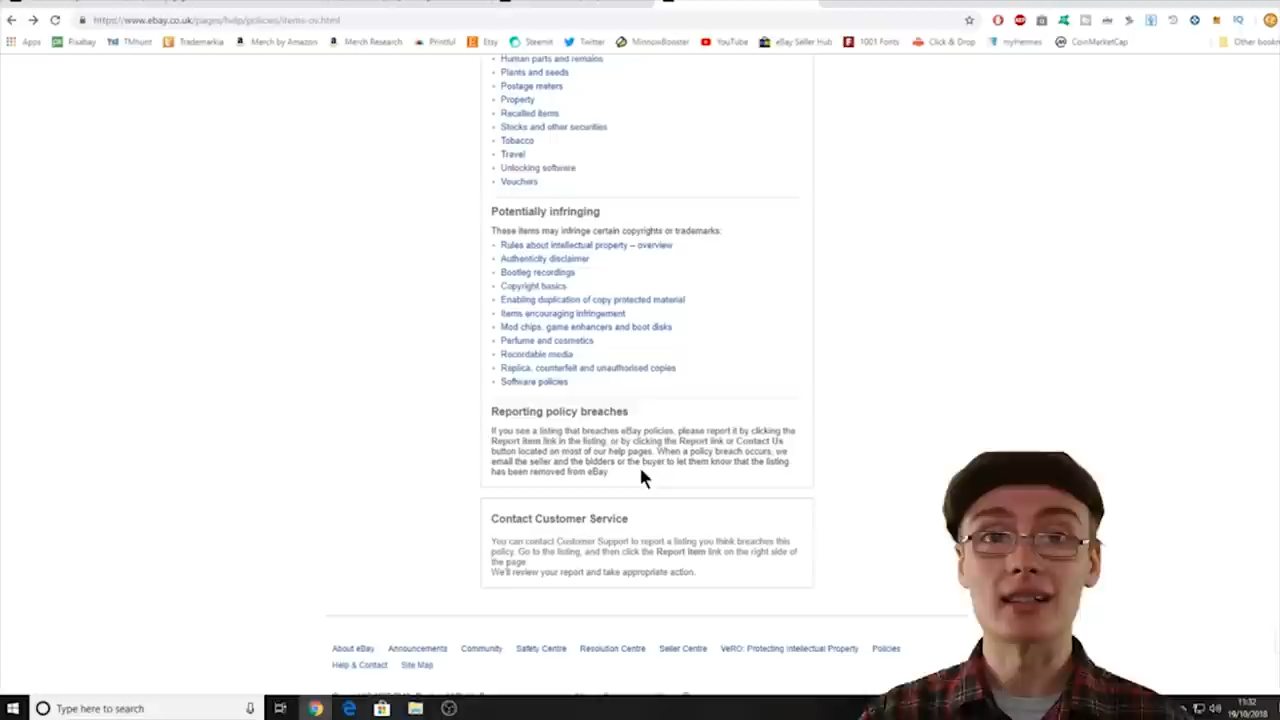 https://www.ebay.co.uk/pages/help/policies/items-ov.html
Apps Pixabay TMhunt Trademarkia Merch by Amazon Merch Research Printful Etsy Steemit Twitter MinnowBooster YouTube eBay Seller Hub 1001 Fonts Click & Drop myHermes CoinMarketCap Other bookm
Human parts and remains
Plants and seeds
Postage meters
Property
Recalled items
Stocks and other securities
Tobacco
Travel
Unlocking software
Vouchers
Potentially infringing
These items may infringe certain copyrights or trademarks:
Rules about intellectual property – overview
Authenticity disclaimer
Bootleg recordings
Copyright basics
Enabling duplication of copy protected material
Items encouraging infringement
Mod chips, game enhancers and boot disks
Perfume and cosmetics
Recordable media
Replica, counterfeit and unauthorised copies
Software policies
Reporting policy breaches
If you see a listing that breaches eBay policies, please report it by clicking the
Report item link in the listing, or by clicking the Report link or Contact Us
button located on most of our help pages. When a policy breach occurs, we
email the seller and the bidders or the buyer to let them know that the listing
has been removed from eBay
Contact Customer Service
You can contact Customer Support to report a listing you think breaches this
policy. Go to the listing, and then click the Report item link on the right side of
the page
We'll review your report and take appropriate action.
About eBay Announcements Community Safety Centre Resolution Centre Seller Centre VeRO: Protecting Intellectual Property Policies
Help & Contact Site Map
Type here to search
11:32
19/10/2018